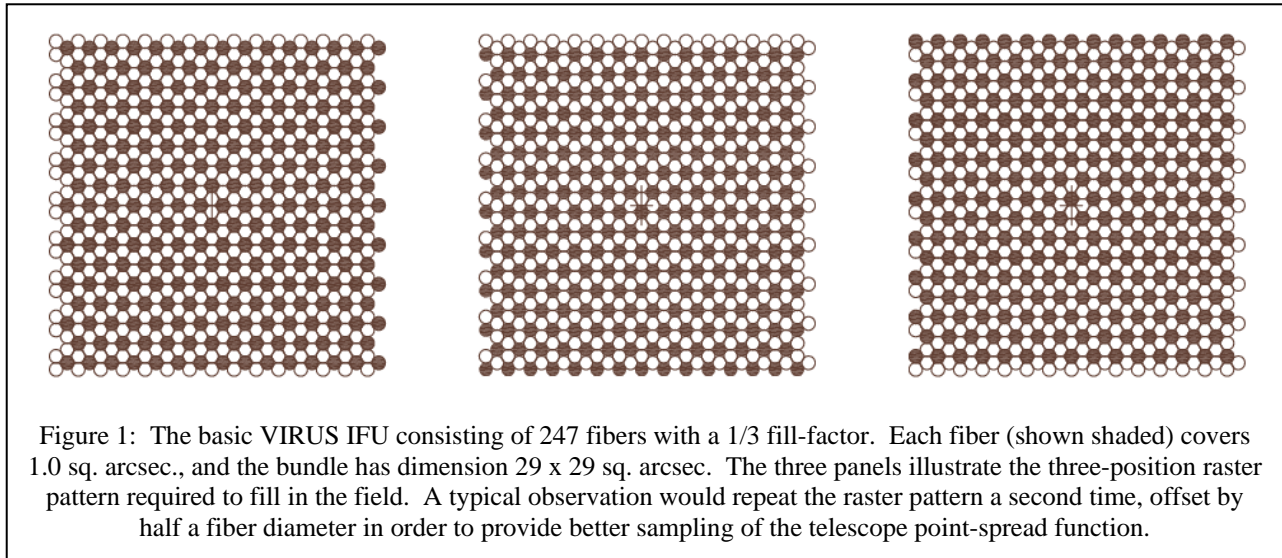 Figure 1:  The basic VIRUS IFU consisting of 247 fibers with a 1/3 fill-factor.  Each fiber (shown shaded) covers
1.0 sq. arcsec., and the bundle has dimension 29 x 29 sq. arcsec.  The three panels illustrate the three-position raster
pattern required to fill in the field.  A typical observation would repeat the raster pattern a second time, offset by
half a fiber diameter in order to provide better sampling of the telescope point-spread function.